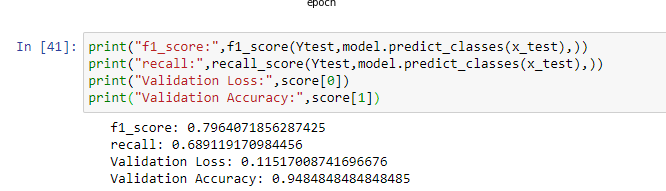 epoch
In [41]: print("f1_score:",f1_score(Ytest,model.predict_classes(x_test),))
print("recall:",recall_score(Ytest,model.predict_classes(x_test),))
print("Validation Loss:",score[0])
print("Validation Accuracy:",score[1])
f1_score: 0.7964071856287425
recall: 0.689119170984456
Validation Loss: 0.11517008741696676
Validation Accuracy: 0.9484848484848485